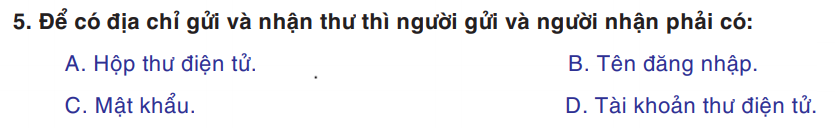 5. Để có địa chỉ gửi và nhận thư thì người gửi và người nhận phải có:
A. Hộp thư điện tử. B. Tên đăng nhập.
C. Mật khẩu. D. Tài khoản thư điện tử.